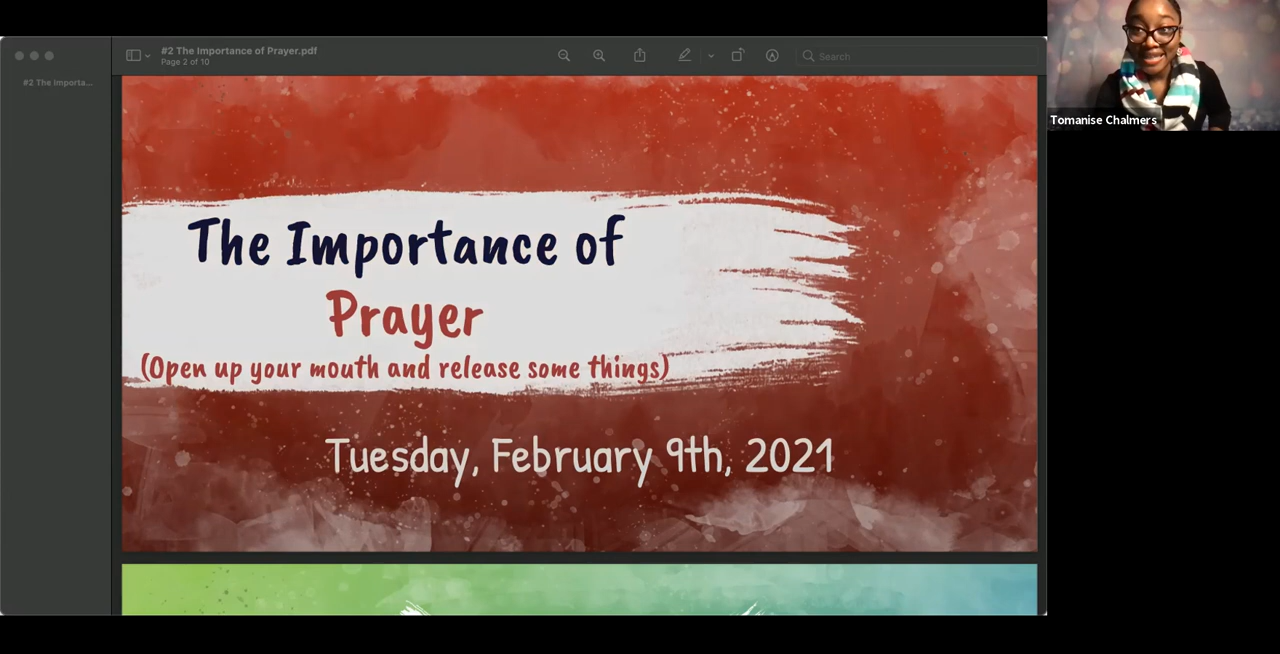 #2 The Importance of Prayer.pdf
Page 2 of 10
Search
#2 The Importa...
The Importance of
Prayer
(Open up your mouth and release some things)
Tuesday, February 9th, 2021
Tomanise Chalmers